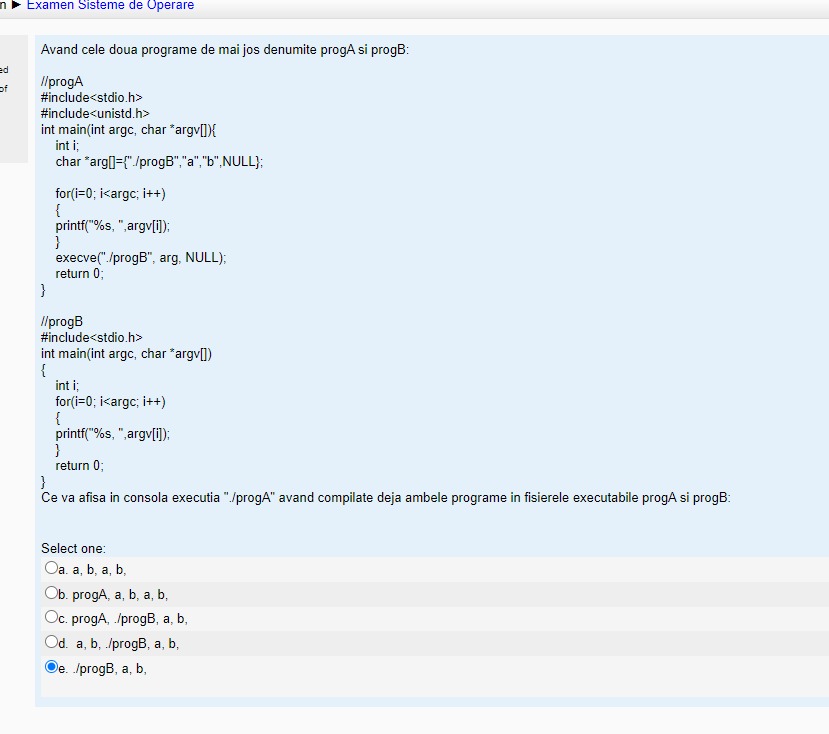 n ► Examen Sisteme de Operare
ed
of
Avand cele doua programe de mai jos denumite progA si progB:
//progA
#include<stdio.h>
#include<unistd.h>
int main(int argc, char *argv[]){
int i;
char *arg[]={"./progB","a","b",NULL};
for(i=0; i<argc; i++)
{
printf("%s, ",argv[i]);
}
execve("./progB", arg, NULL);
return 0;
}
//progB
#include<stdio.h>
int main(int argc, char *argv[])
{
int i;
for(i=0; i<argc; i++)
{
printf("%s, ",argv[i]);
}
return 0;
}
Ce va afisa in consola executia "./progA" avand compilate deja ambele programe in fisierele executabile progA si progB:
Select one:
a. a, b, a, b,
b. progA, a, b, a, b,
c. progA, ./progB, a, b,
d. a, b, ./progB, a, b,
e. ./progB, a, b,